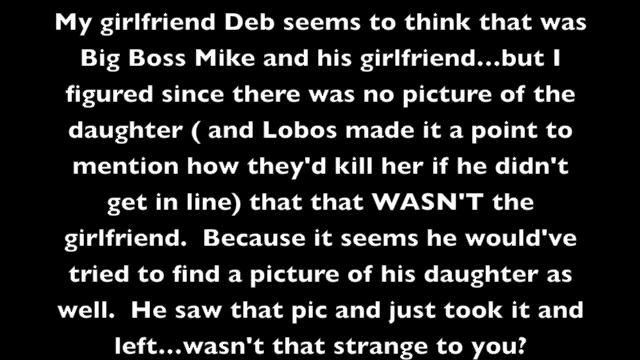 My girlfriend Deb seems to think that was
Big Boss Mike and his girlfriend...but I
figured since there was no picture of the
daughter ( and Lobos made it a point to
mention how they'd kill her if he didn't
get in line) that that WASN'T the
girlfriend.  Because it seems he would've
tried to find a picture of his daughter as
well.  He saw that pic and just took it and
left...wasn't that strange to you?